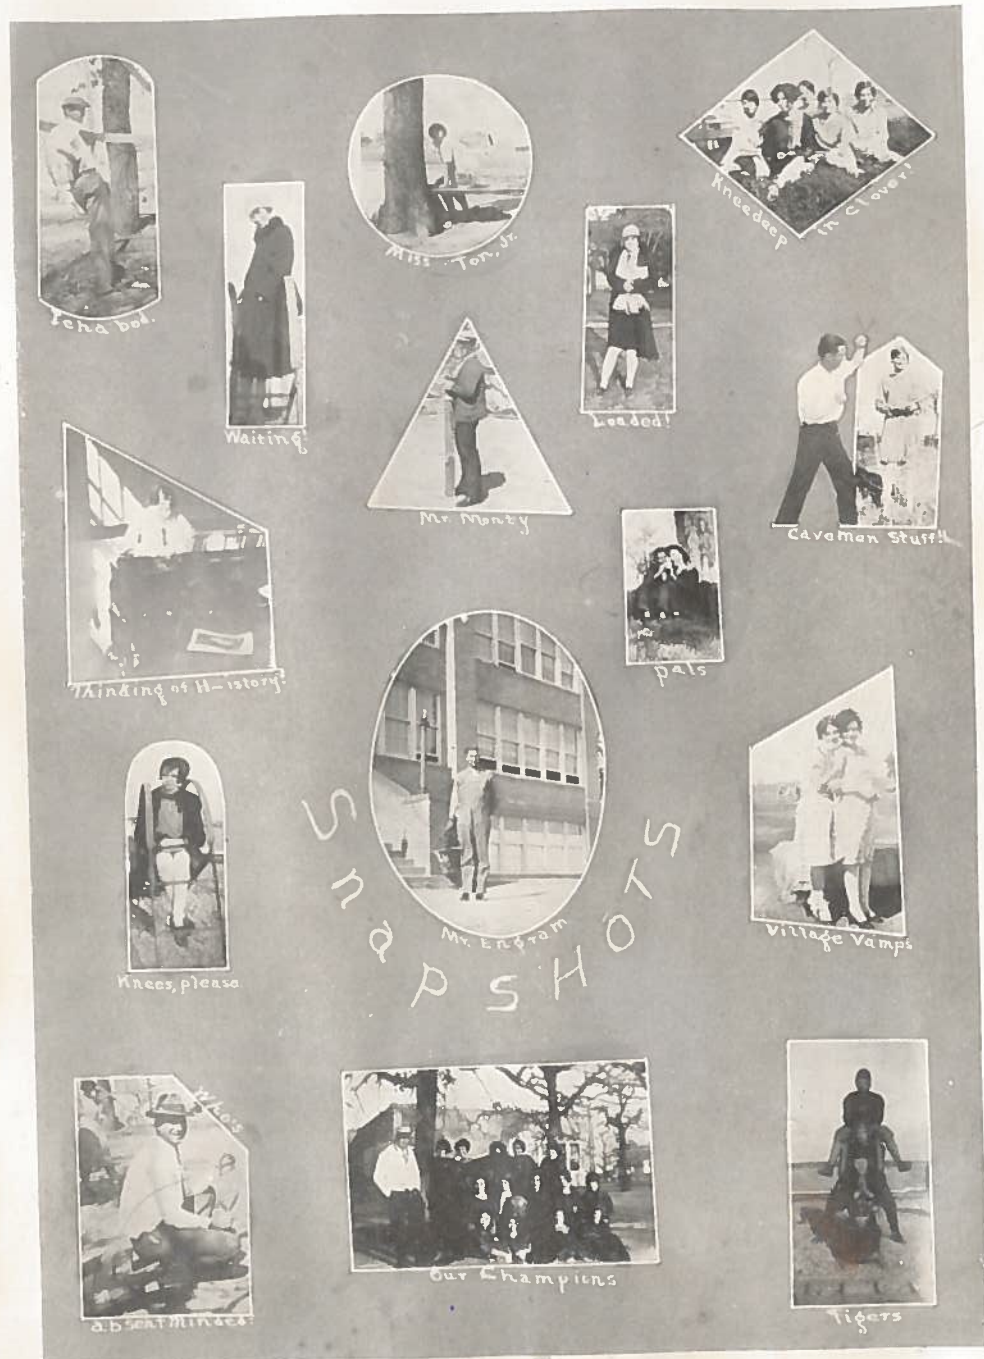 Ichabod.
Miss Ton, Jr.
Kneedeep in Clover!
Waiting!
Loaded!
Mr. Monty
Caveman Stuff!!
Thinking of H-istory?
pals
Mr. Engram
SnapSHOTS
Village Vamps
Knees, please
Whos
absent minded?
Our Champions
Tigers